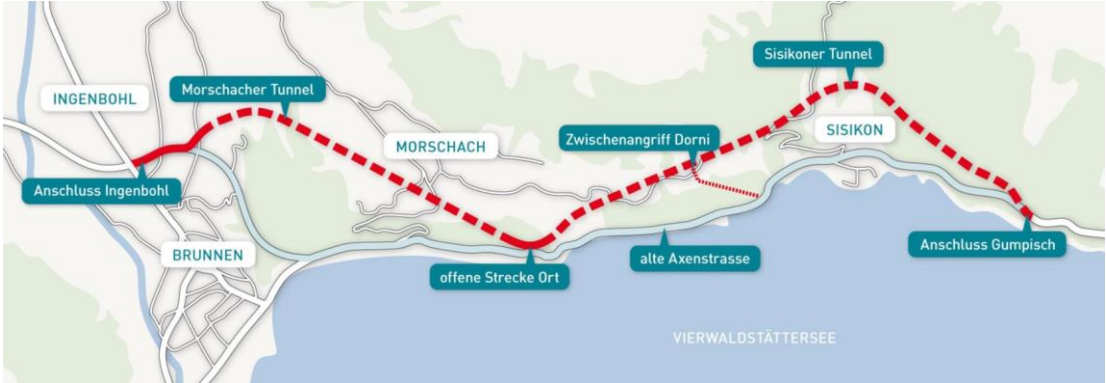 Sisikoner Tunnel
Morschacher Tunnel
INGENBOHL
SISIKON
Zwischenangriff Dorni
MORSCHACH
Anschluss Ingenbohl
Anschluss Gumpisch
BRUNNEN
alte Axenstrasse
offene Strecke Ort
VIERWALDSTÄTTERSEE